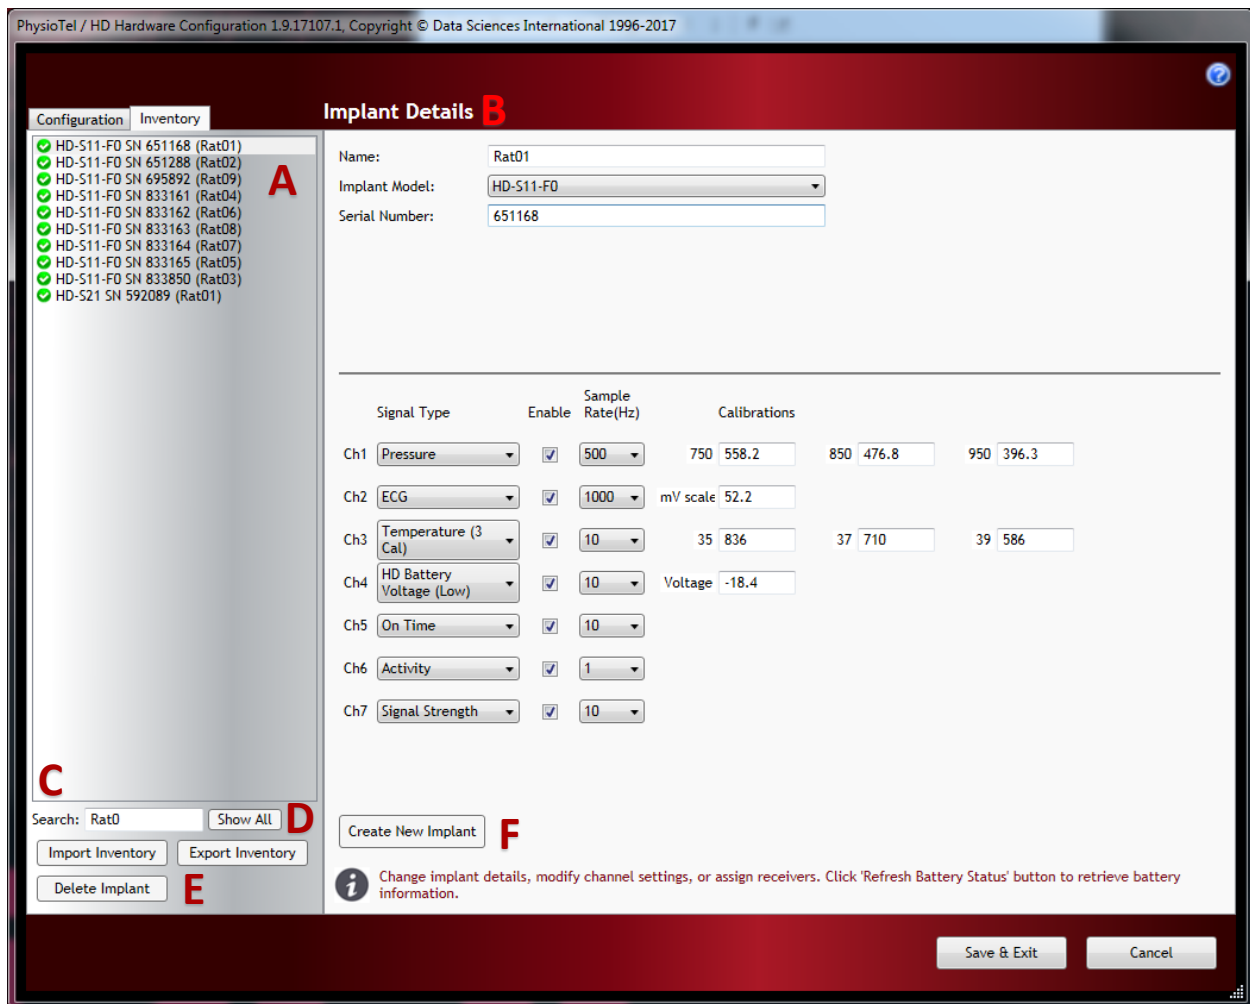 PhysioTel / HD Hardware Configuration 1.9.17107.1, Copyright © Data Sciences International 1996-2017
?
Configuration Inventory
Implant Details B
HD-S11-F0 SN 651168 (Rat01)
HD-S11-F0 SN 651288 (Rat02)
HD-S11-F0 SN 695892 (Rat09)
HD-S11-F0 SN 833161 (Rat04)
HD-S11-F0 SN 833162 (Rat06)
HD-S11-F0 SN 833163 (Rat08)
HD-S11-F0 SN 833164 (Rat07)
HD-S11-F0 SN 833165 (Rat05)
HD-S11-F0 SN 833850 (Rat03)
HD-S21 SN 592089 (Rat01)
A
Name: Rat01
Implant Model: HD-S11-F0
Serial Number: 651168
Signal Type Enable Sample Rate(Hz) Calibrations
Ch1 Pressure 500 750 558.2 850 476.8 950 396.3
Ch2 ECG 1000 mV scale 52.2
Ch3 Temperature (3 Cal) 10 35 836 37 710 39 586
Ch4 HD Battery Voltage (Low) 10 Voltage -18.4
Ch5 On Time 10
Ch6 Activity 1
Ch7 Signal Strength 10
C
Search: Rat0 Show All D
Import Inventory Export Inventory
Delete Implant E
Create New Implant F
i
Change implant details, modify channel settings, or assign receivers. Click 'Refresh Battery Status' button to retrieve battery
information.
Save & Exit Cancel